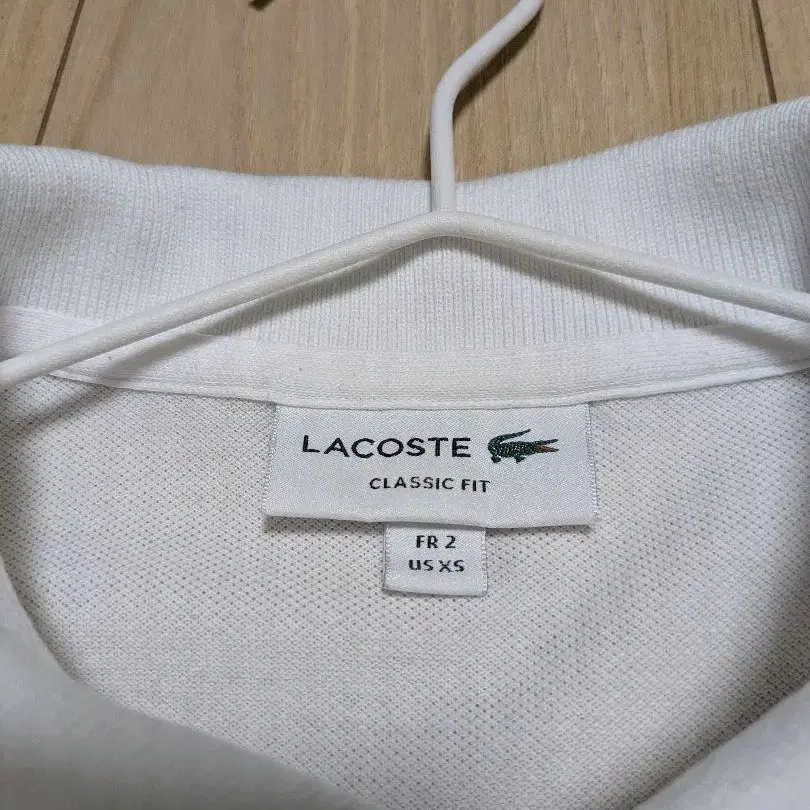 LACOSTE
CLASSIC FIT
FR 2
US XS